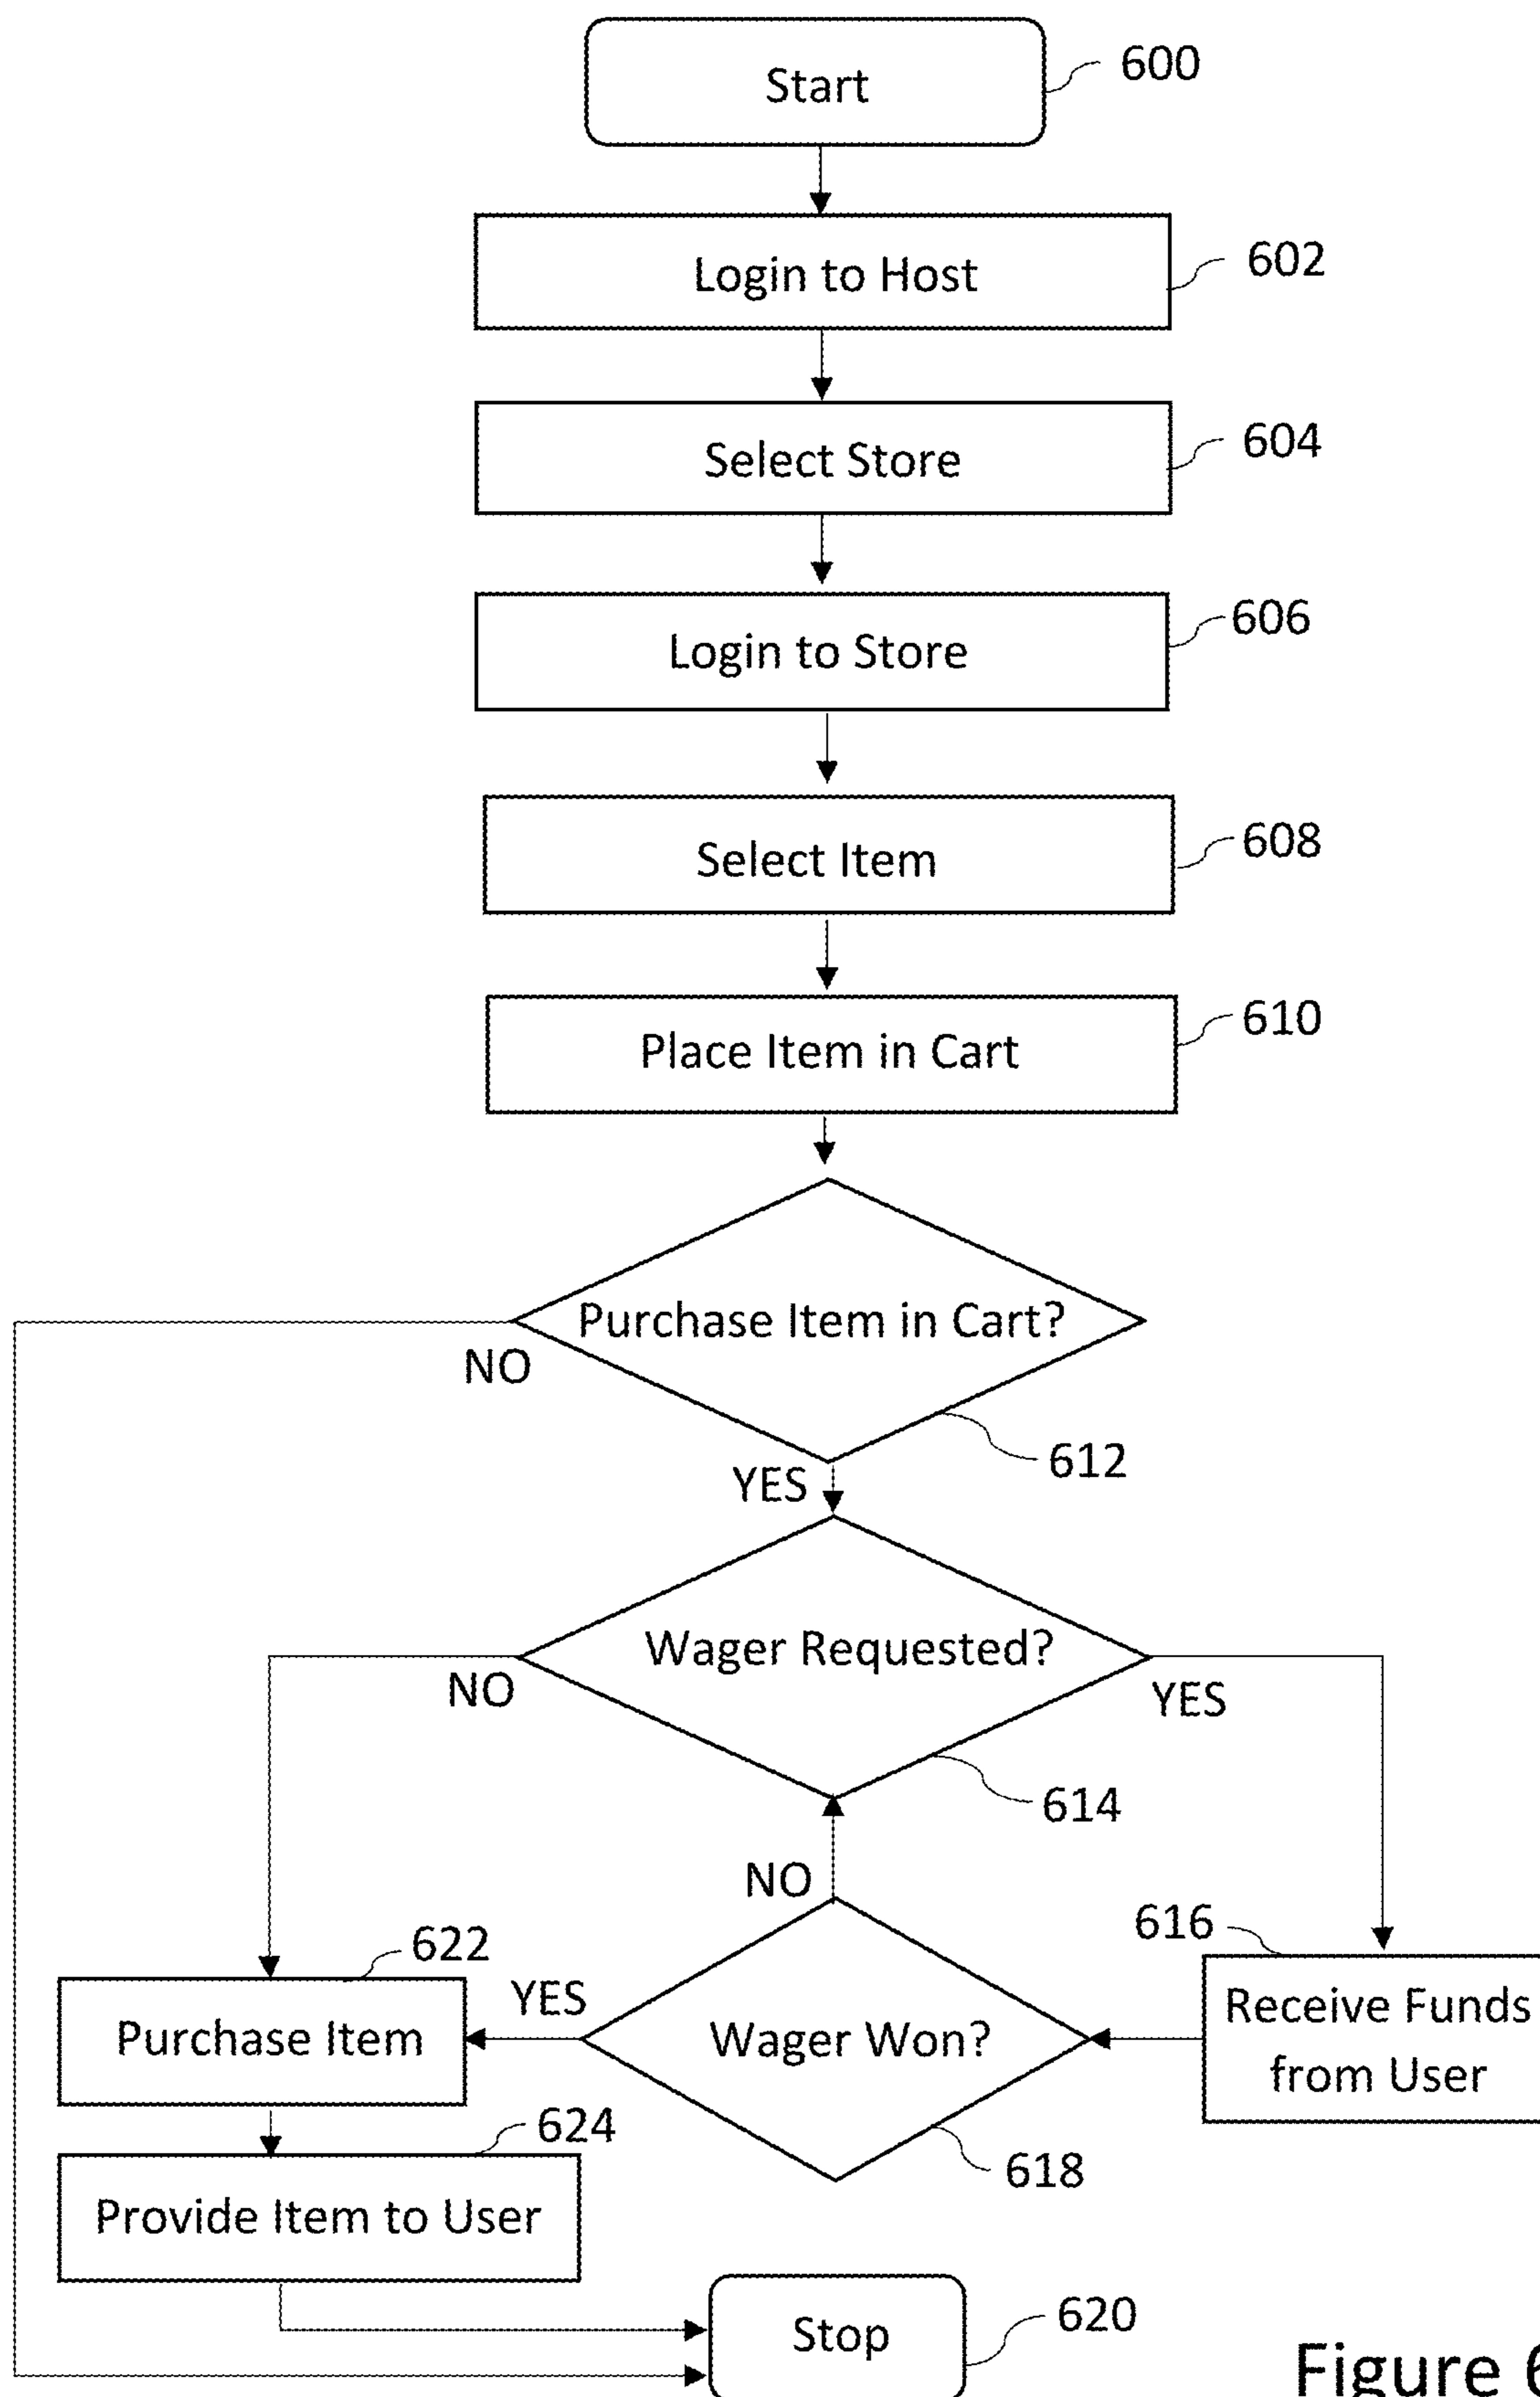 Start
600
Login to Host
602
Select Store
604
Login to Store
606
Select Item
608
Place Item in Cart
610
Purchase Item in Cart?
NO
612
YES
Wager Requested?
NO
YES
614
NO
616
622
YES
Receive Funds
from User
Purchase Item
Wager Won?
624
618
Provide Item to User
Stop
620
Figure 6